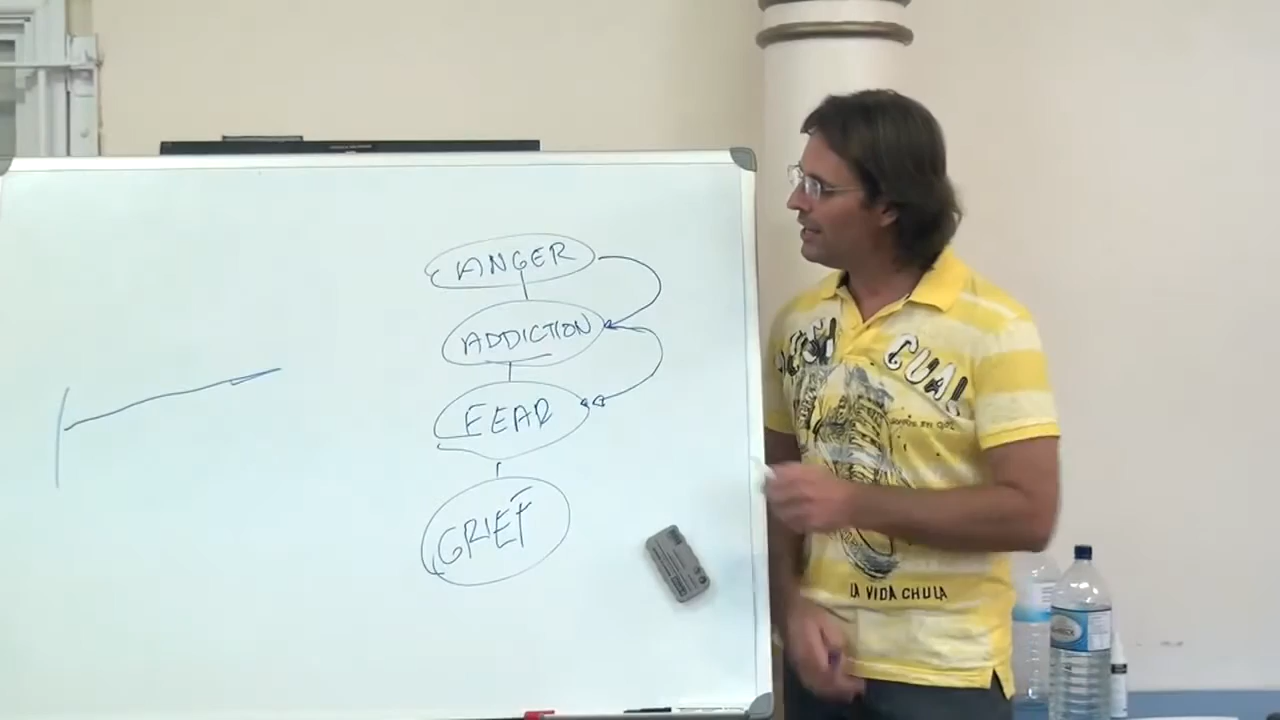 ANGER
ADDICTION
FEAR
GRIEF
CUAL
LA VIDA CHULA